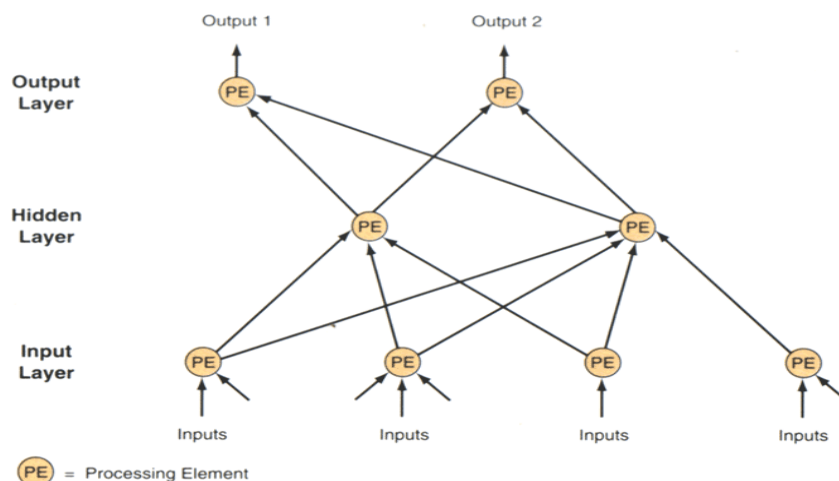 Output 1
Output 2
Output
Layer
PE
PE
Hidden
Layer
PE
PE
Input
Layer
PE
PE
PE
PE
Inputs
Inputs
Inputs
Inputs
PE = Processing Element